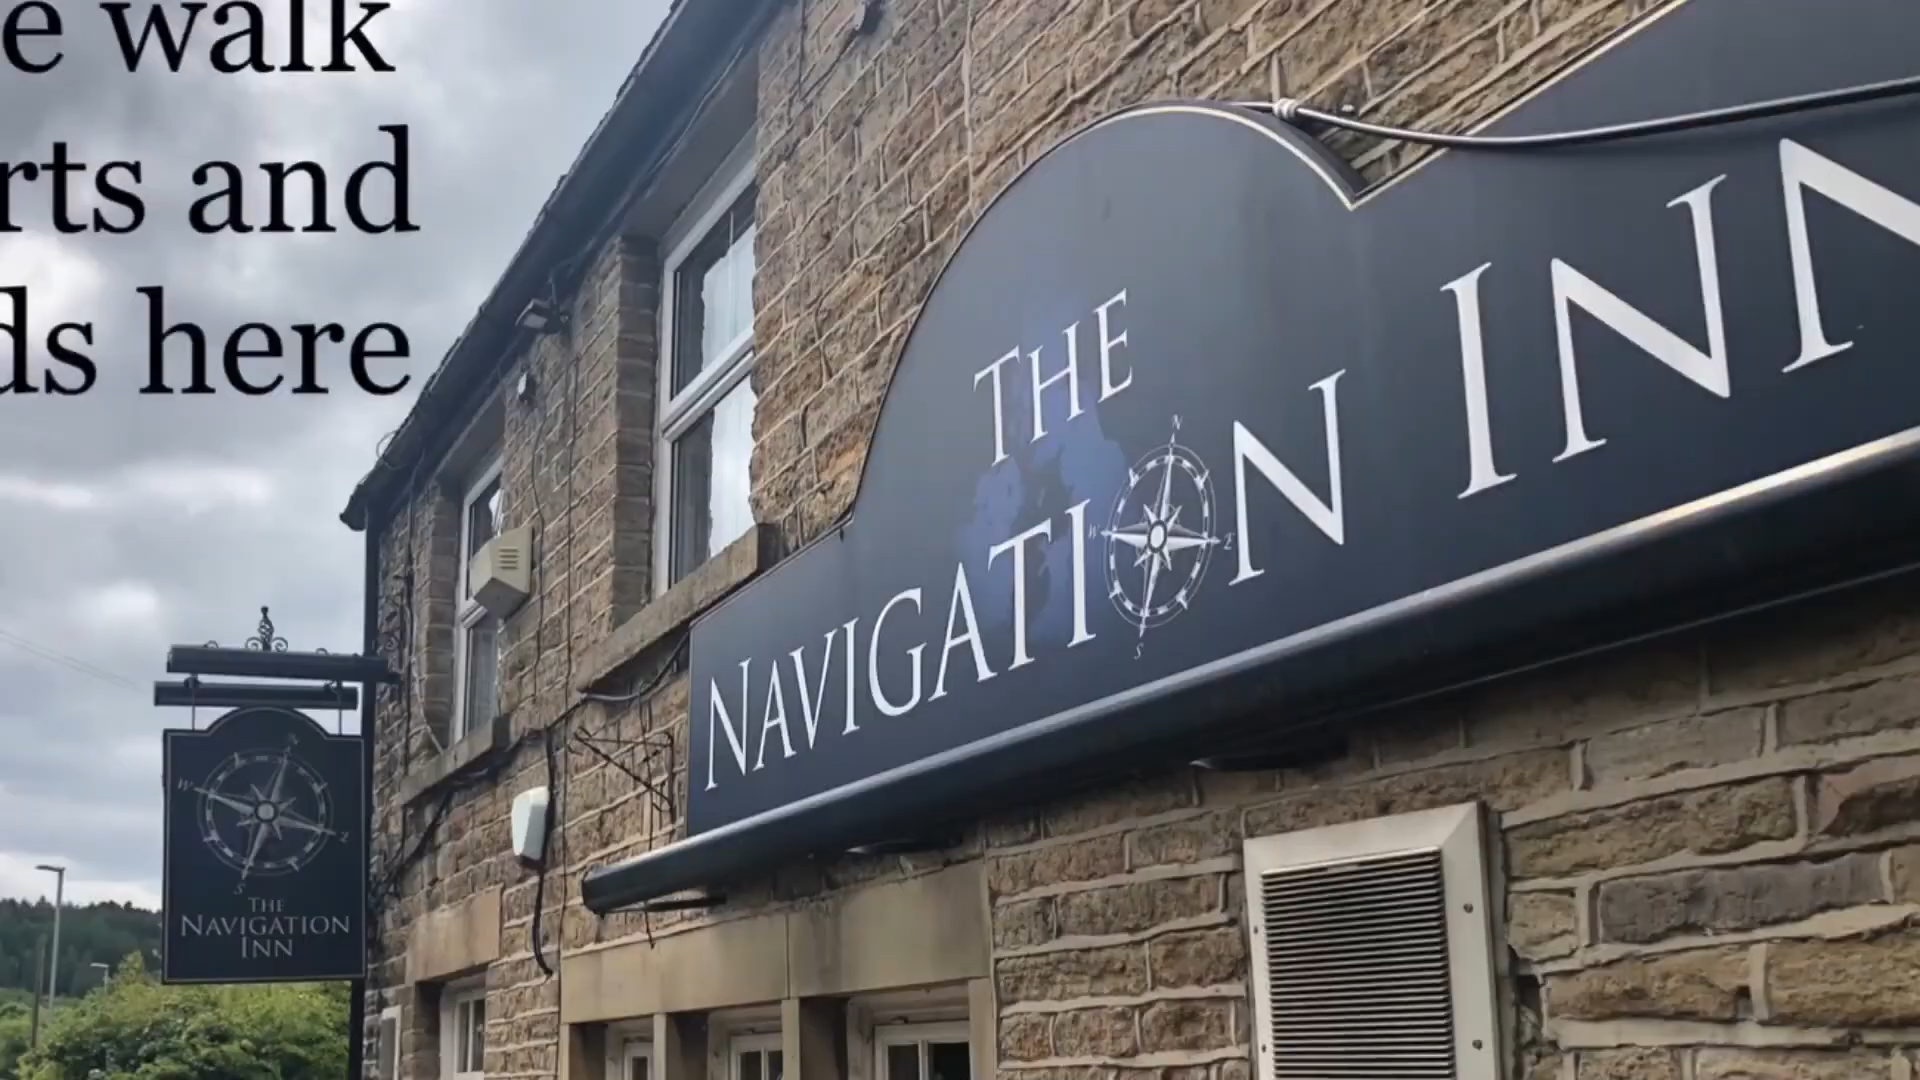 e walk
rts and
ds here
THE
NAVIGATION INN
N
W E
S
N
W E
S
THE
NAVIGATION
INN